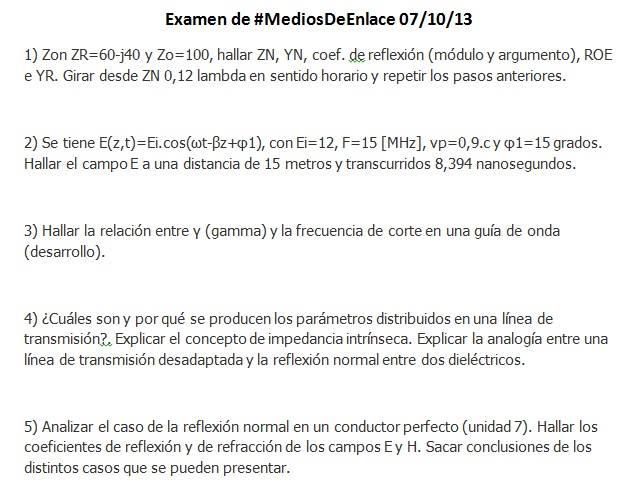 Examen de #MediosDeEnlace 07/10/13
1) Zon ZR=60-j40 y Zo=100, hallar ZN, YN, coef. de reflexión (módulo y argumento), ROE
e YR. Girar desde ZN 0,12 lambda en sentido horario y repetir los pasos anteriores.
2) Se tiene E(z,t)=Ei.cos(ωt-βz+φ1), con Ei=12, F=15 [MHz], vp=0,9.c y φ1=15 grados.
Hallar el campo E a una distancia de 15 metros y transcurridos 8,394 nanosegundos.
3) Hallar la relación entre γ (gamma) y la frecuencia de corte en una guía de onda
(desarrollo).
4) ¿Cuáles son y por qué se producen los parámetros distribuidos en una línea de
transmisión?. Explicar el concepto de impedancia intrínseca. Explicar la analogía entre una
línea de transmisión desadaptada y la reflexión normal entre dos dieléctricos.
5) Analizar el caso de la reflexión normal en un conductor perfecto (unidad 7). Hallar los
coeficientes de reflexión y de refracción de los campos E y H. Sacar conclusiones de los
distintos casos que se pueden presentar.